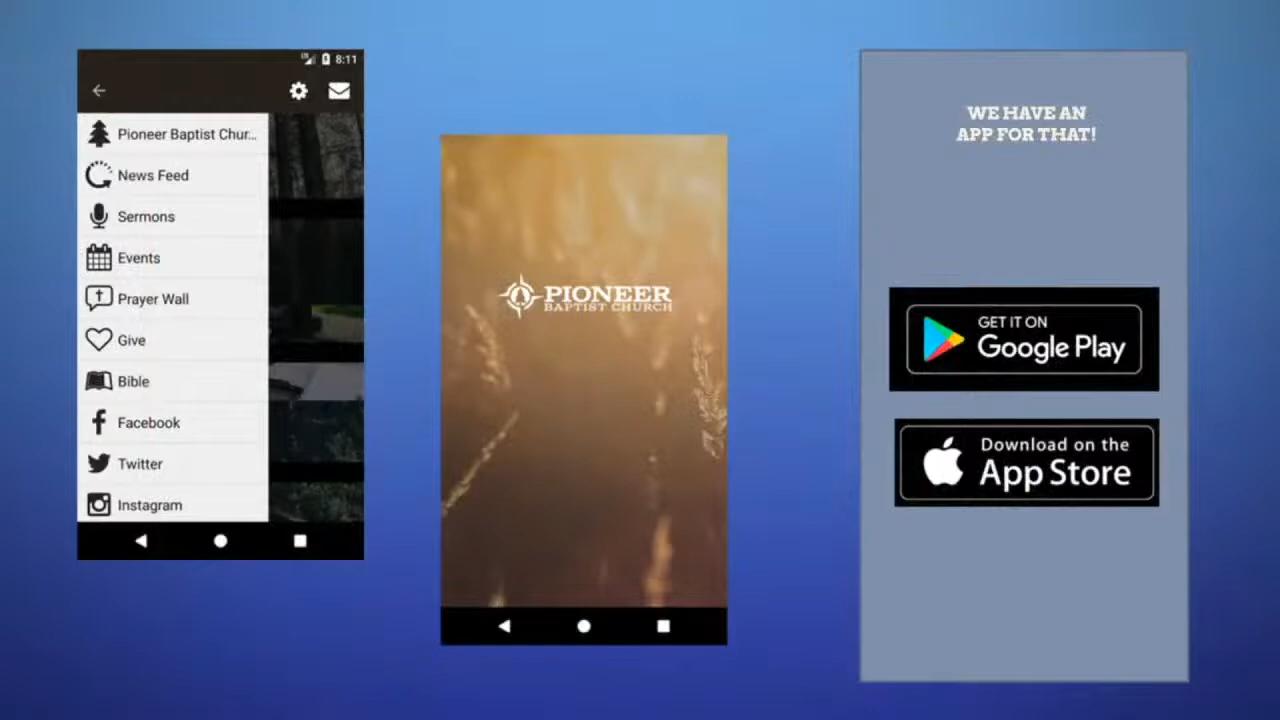 8:11
Pioneer Baptist Chur...
News Feed
Sermons
Events
Prayer Wall
Give
Bible
Facebook
Twitter
Instagram
PIONEER
BAPTIST CHURCH
WE HAVE AN
APP FOR THAT!
GET IT ON
Google Play
Download on the
App Store